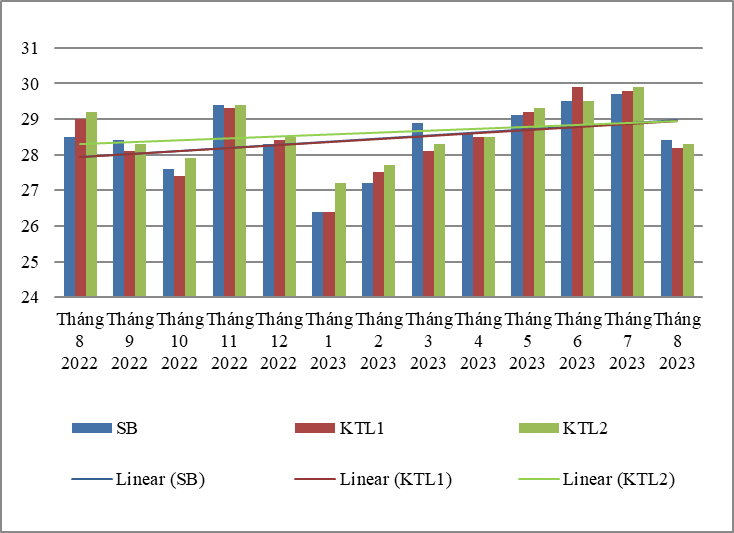 31
30
29
28
27
26
25
24
Tháng Tháng Tháng Tháng Tháng Tháng Tháng Tháng Tháng Tháng Tháng Tháng Tháng
8 9 10 11 12 1 2 3 4 5 6 7 8
2022 2022 2022 2022 2022 2023 2023 2023 2023 2023 2023 2023 2023
SB KTL1 KTL2
Linear (SB) Linear (KTL1) Linear (KTL2)